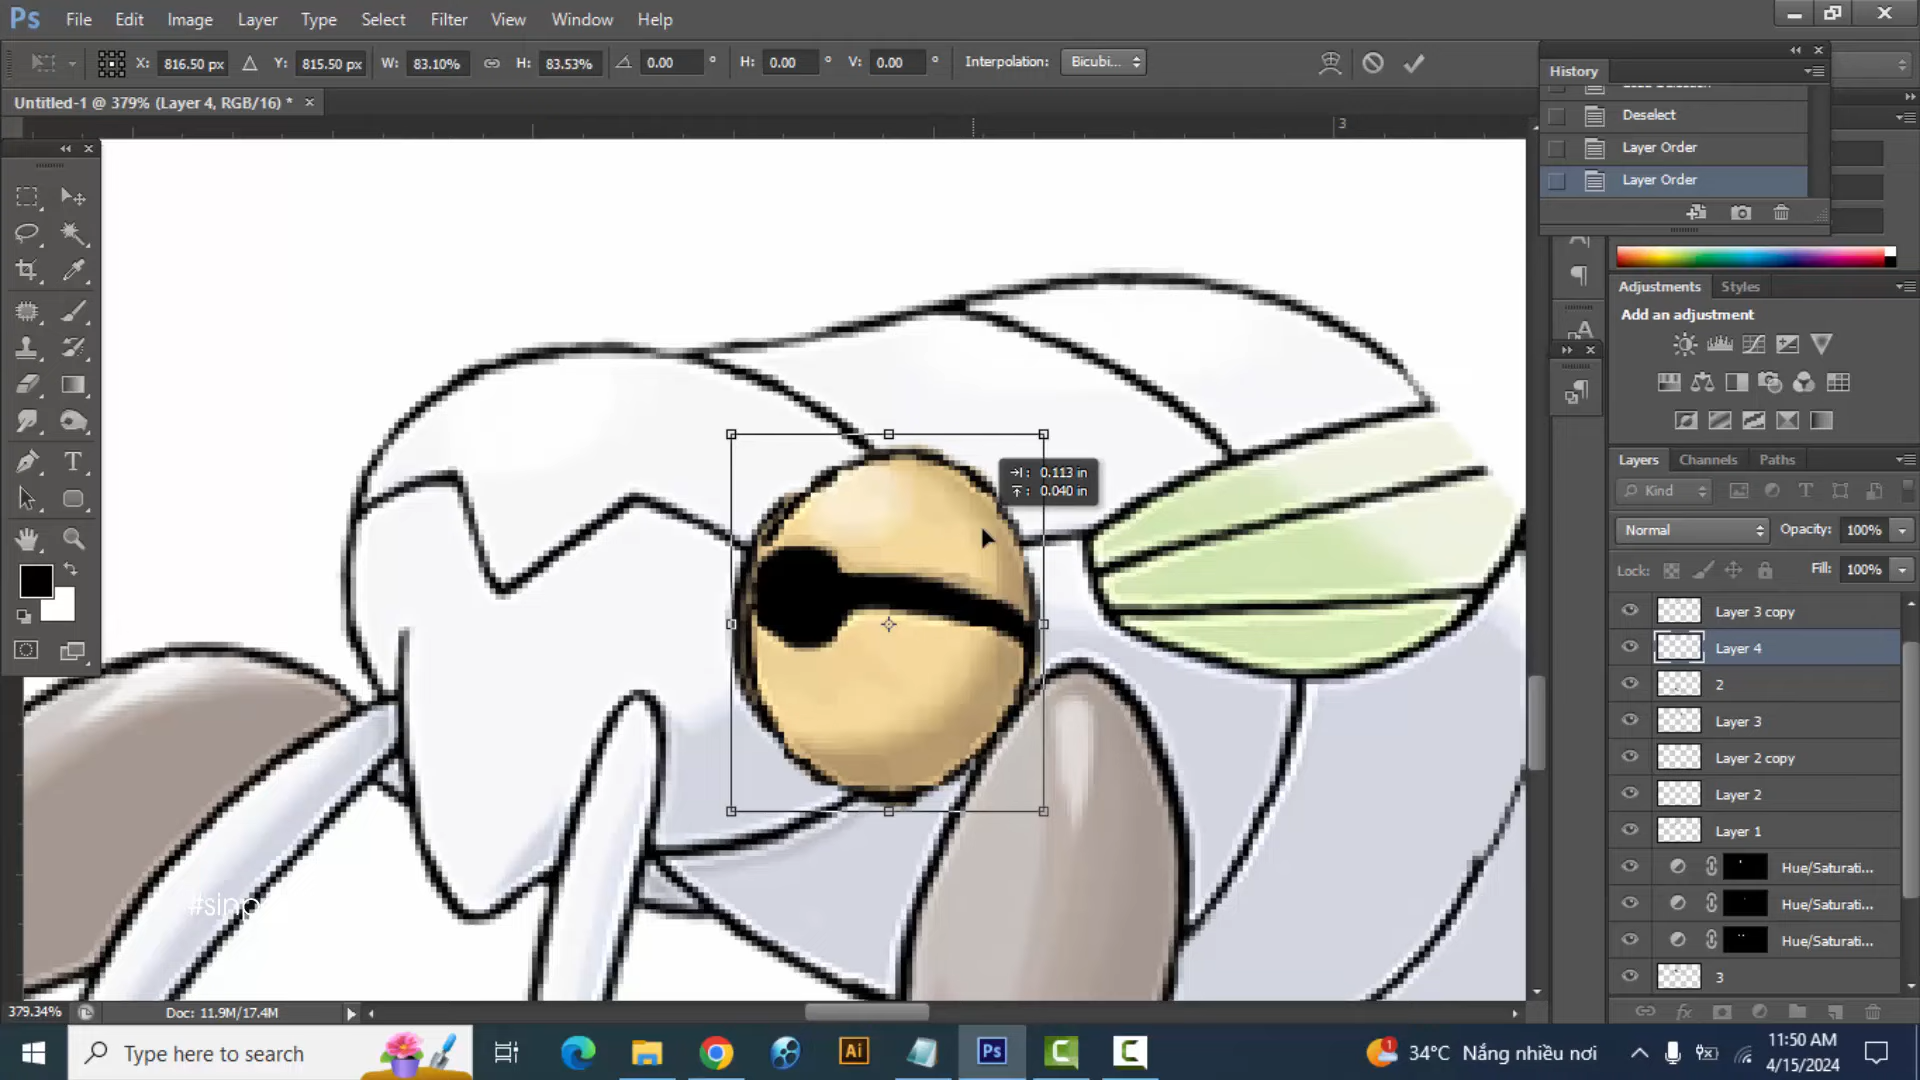 Ps File Edit Image Layer Type Select Filter View Window Help
X: 816.50 px Y: 815.50 px W: 83.10% H: 83.53% 0.00 ° H: 0.00 ° V: 0.00 ° Interpolation: Bicubi...
Untitled-1 @ 379% (Layer 4, RGB/16) * ×
3
History
Deselect
Layer Order
Layer Order
Adjustments Styles
Add an adjustment
Layers Channels Paths
Kind
Normal Opacity: 100%
Lock: Fill: 100%
Layer 3 copy
Layer 4
2
Layer 3
Layer 2 copy
Layer 2
Layer 1
Hue/Saturati...
Hue/Saturati...
Hue/Saturati...
3
: 0.113 in
: 0.040 in
379.34% Doc: 11.9M/17.4M
Type here to search
Ai Ps
34°C Nắng nhiều nơi
11:50 AM
4/15/2024